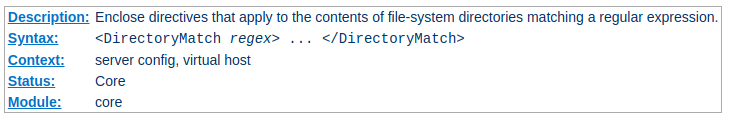 Description: Enclose directives that apply to the contents of file-system directories matching a regular expression.
Syntax: <DirectoryMatch regex> ... </DirectoryMatch>
Context: server config, virtual host
Status: Core
Module: core